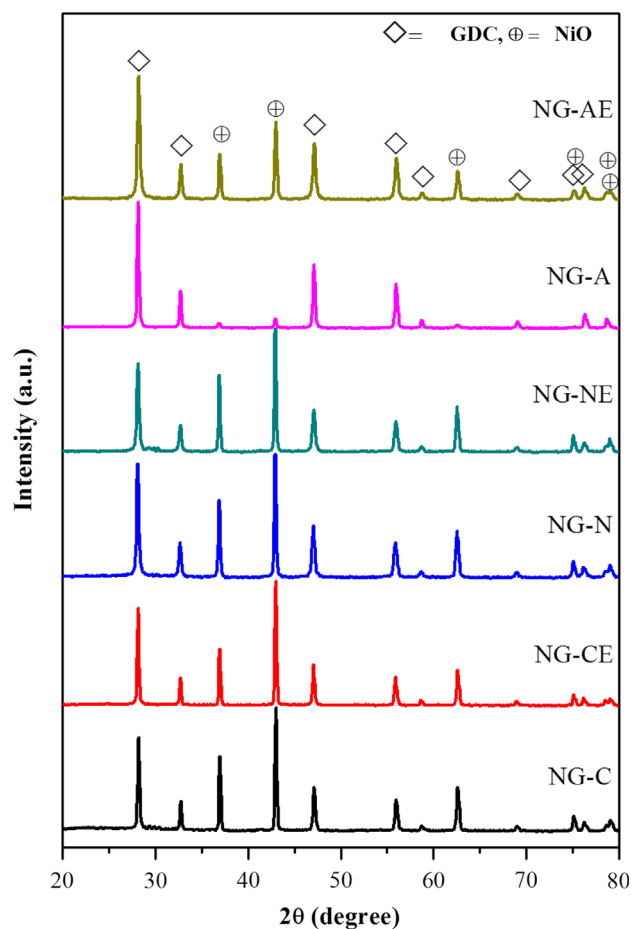 ◇= GDC, ⊕= NiO
NG-AE
NG-A
NG-NE
NG-N
NG-CE
NG-C
Intensity (a.u.)
20 30 40 50 60 70 80
2θ (degree)